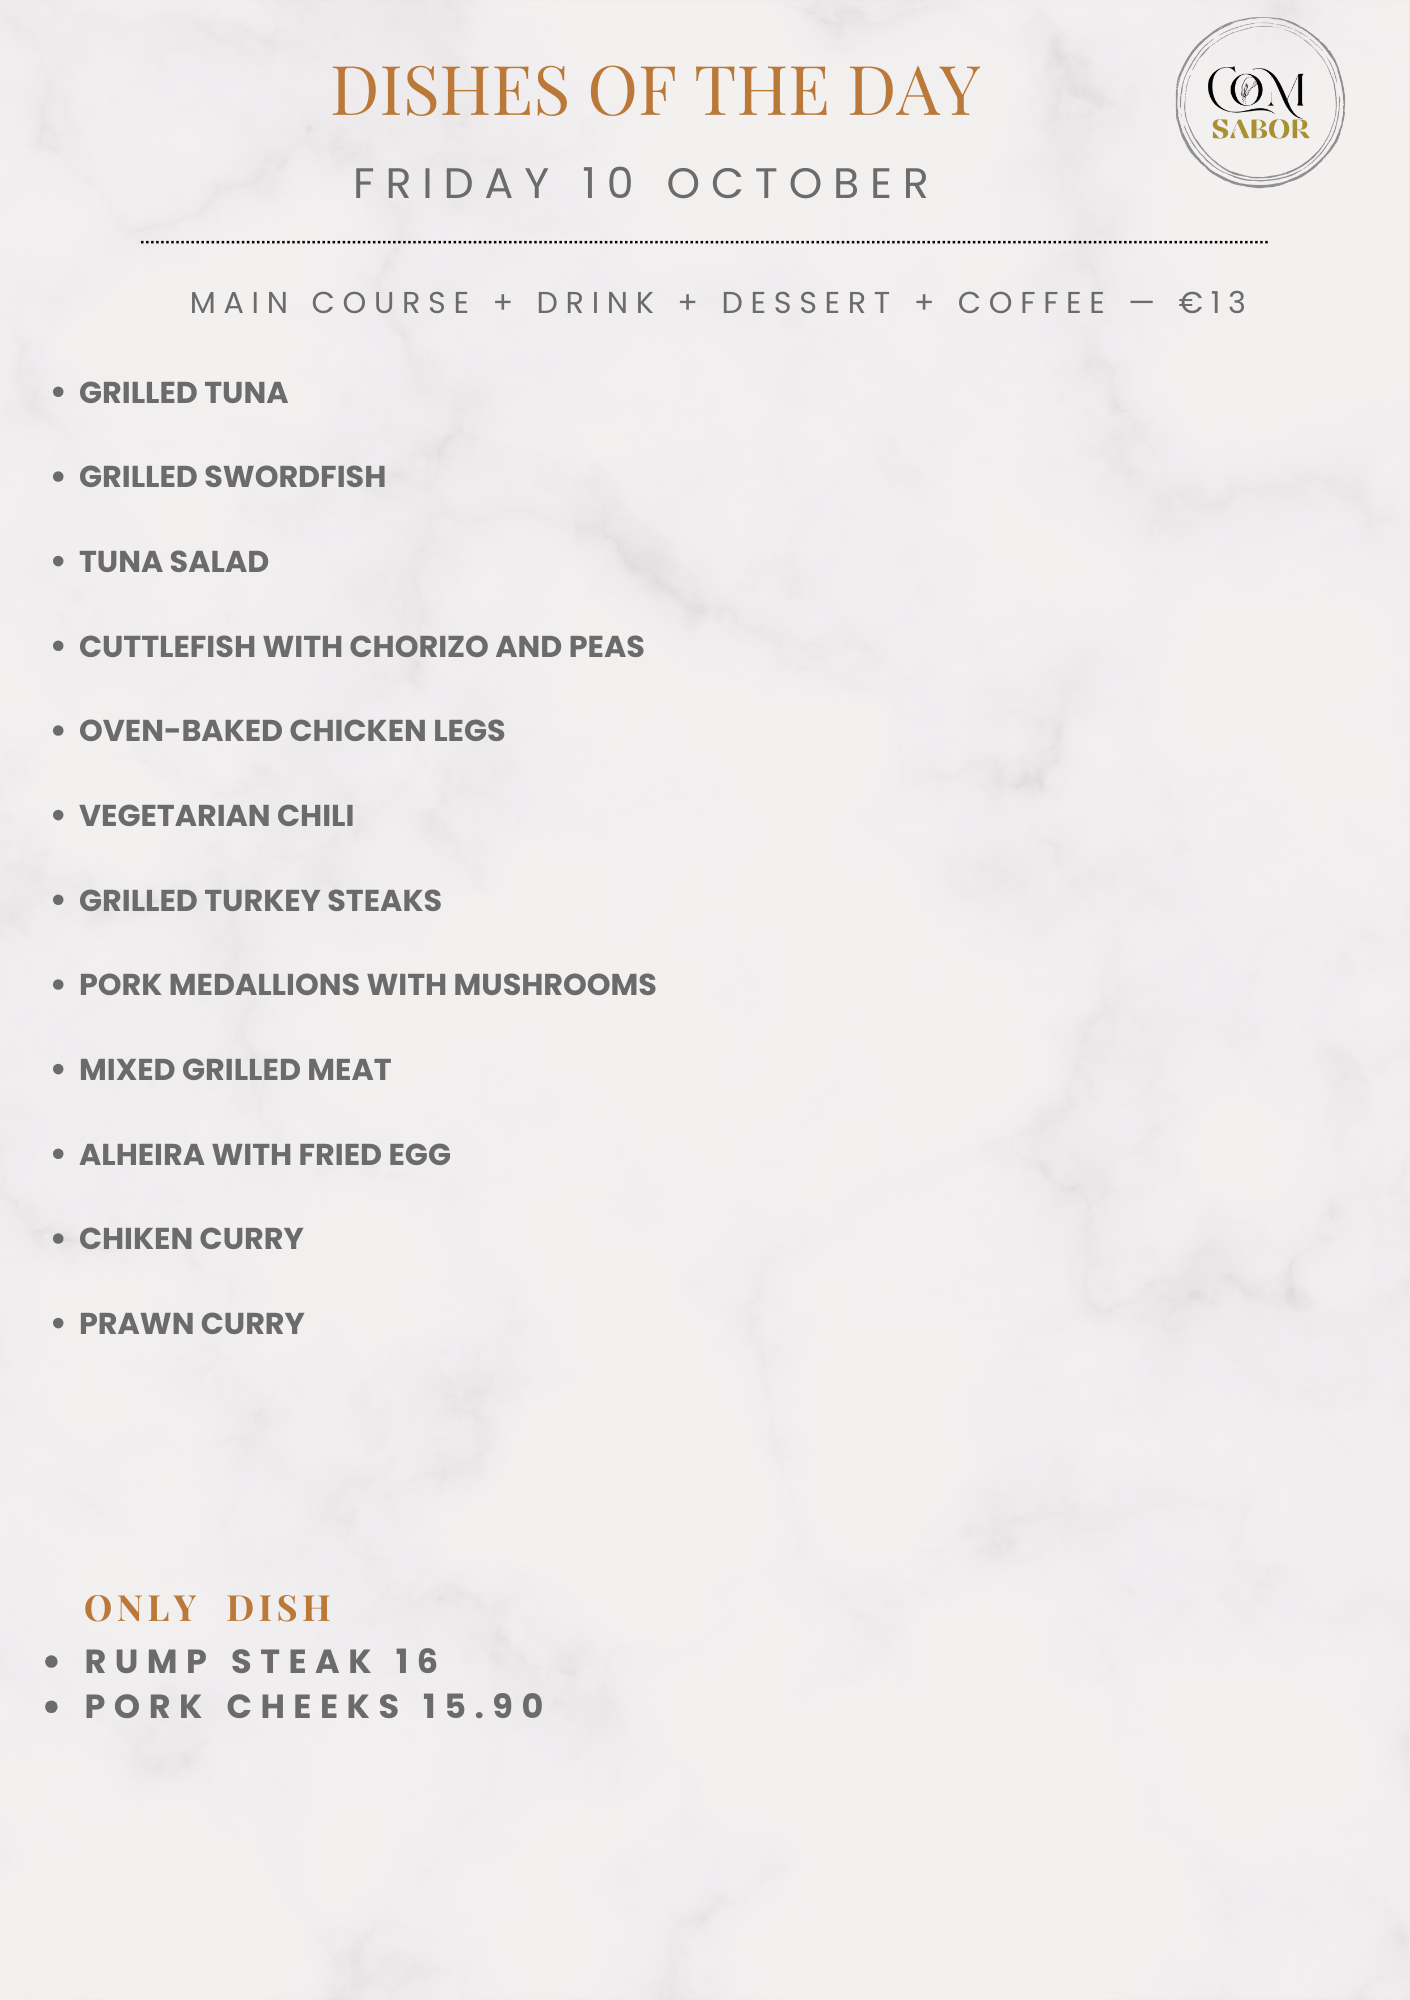 DISHES OF THE DAY
COM
SABOR
FRIDAY 10 OCTOBER
MAIN COURSE + DRINK + DESSERT + COFFEE — €13
• GRILLED TUNA
• GRILLED SWORDFISH
• TUNA SALAD
• CUTTLEFISH WITH CHORIZO AND PEAS
• OVEN-BAKED CHICKEN LEGS
• VEGETARIAN CHILI
• GRILLED TURKEY STEAKS
• PORK MEDALLIONS WITH MUSHROOMS
• MIXED GRILLED MEAT
• ALHEIRA WITH FRIED EGG
• CHIKEN CURRY
• PRAWN CURRY
ONLY DISH
• RUMP STEAK 16
• PORK CHEEKS 15.90